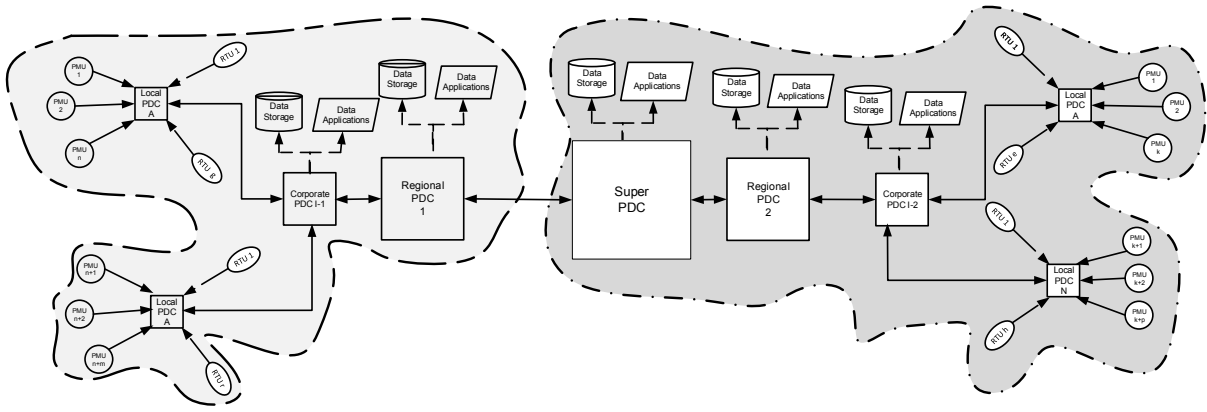 PMU
1
PMU
2
PMU
n
Local
PDC
A
RTU 1
RTU g
Data
Storage
Data
Applications
Corporate
PDC I-1
Data
Storage
Data
Applications
Regional
PDC
1
PMU
n+1
PMU
n+2
PMU
n+m
Local
PDC
A
RTU 1
RTU r
Data
Storage
Data
Applications
Super
PDC
Data
Storage
Data
Applications
Regional
PDC
2
Data
Storage
Data
Applications
Corporate
PDC I-2
RTU 1
RTU e
Local
PDC
A
PMU
1
PMU
2
PMU
k
RTU 1
RTU h
Local
PDC
N
PMU
k+1
PMU
k+2
PMU
k+p